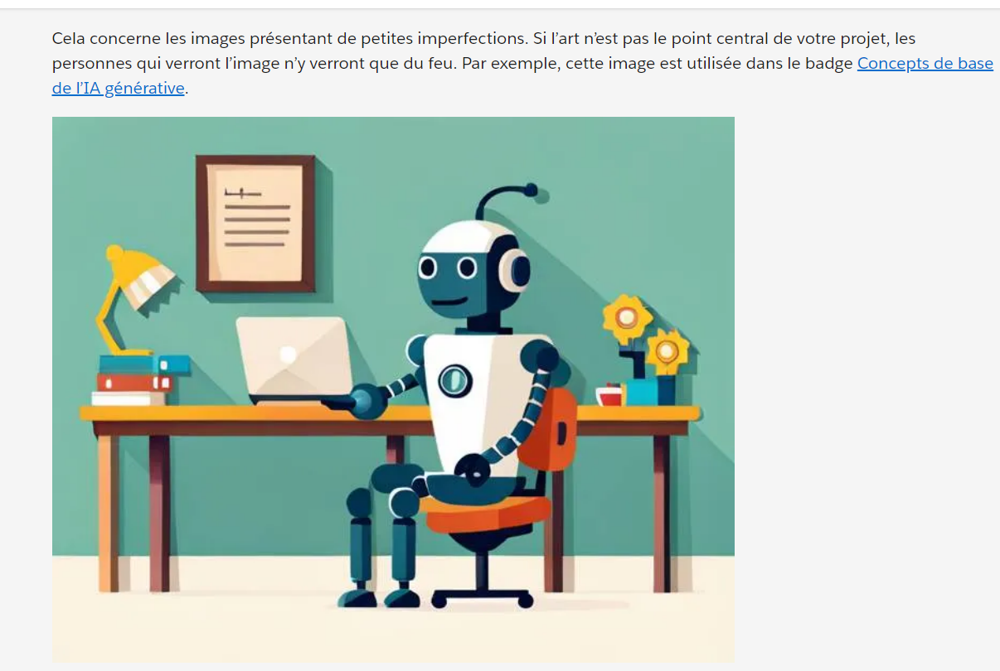 Cela concerne les images présentant de petites imperfections. Si l’art n’est pas le point central de votre projet, les
personnes qui verront l’image n’y verront que du feu. Par exemple, cette image est utilisée dans le badge Concepts de base
de l’IA générative.